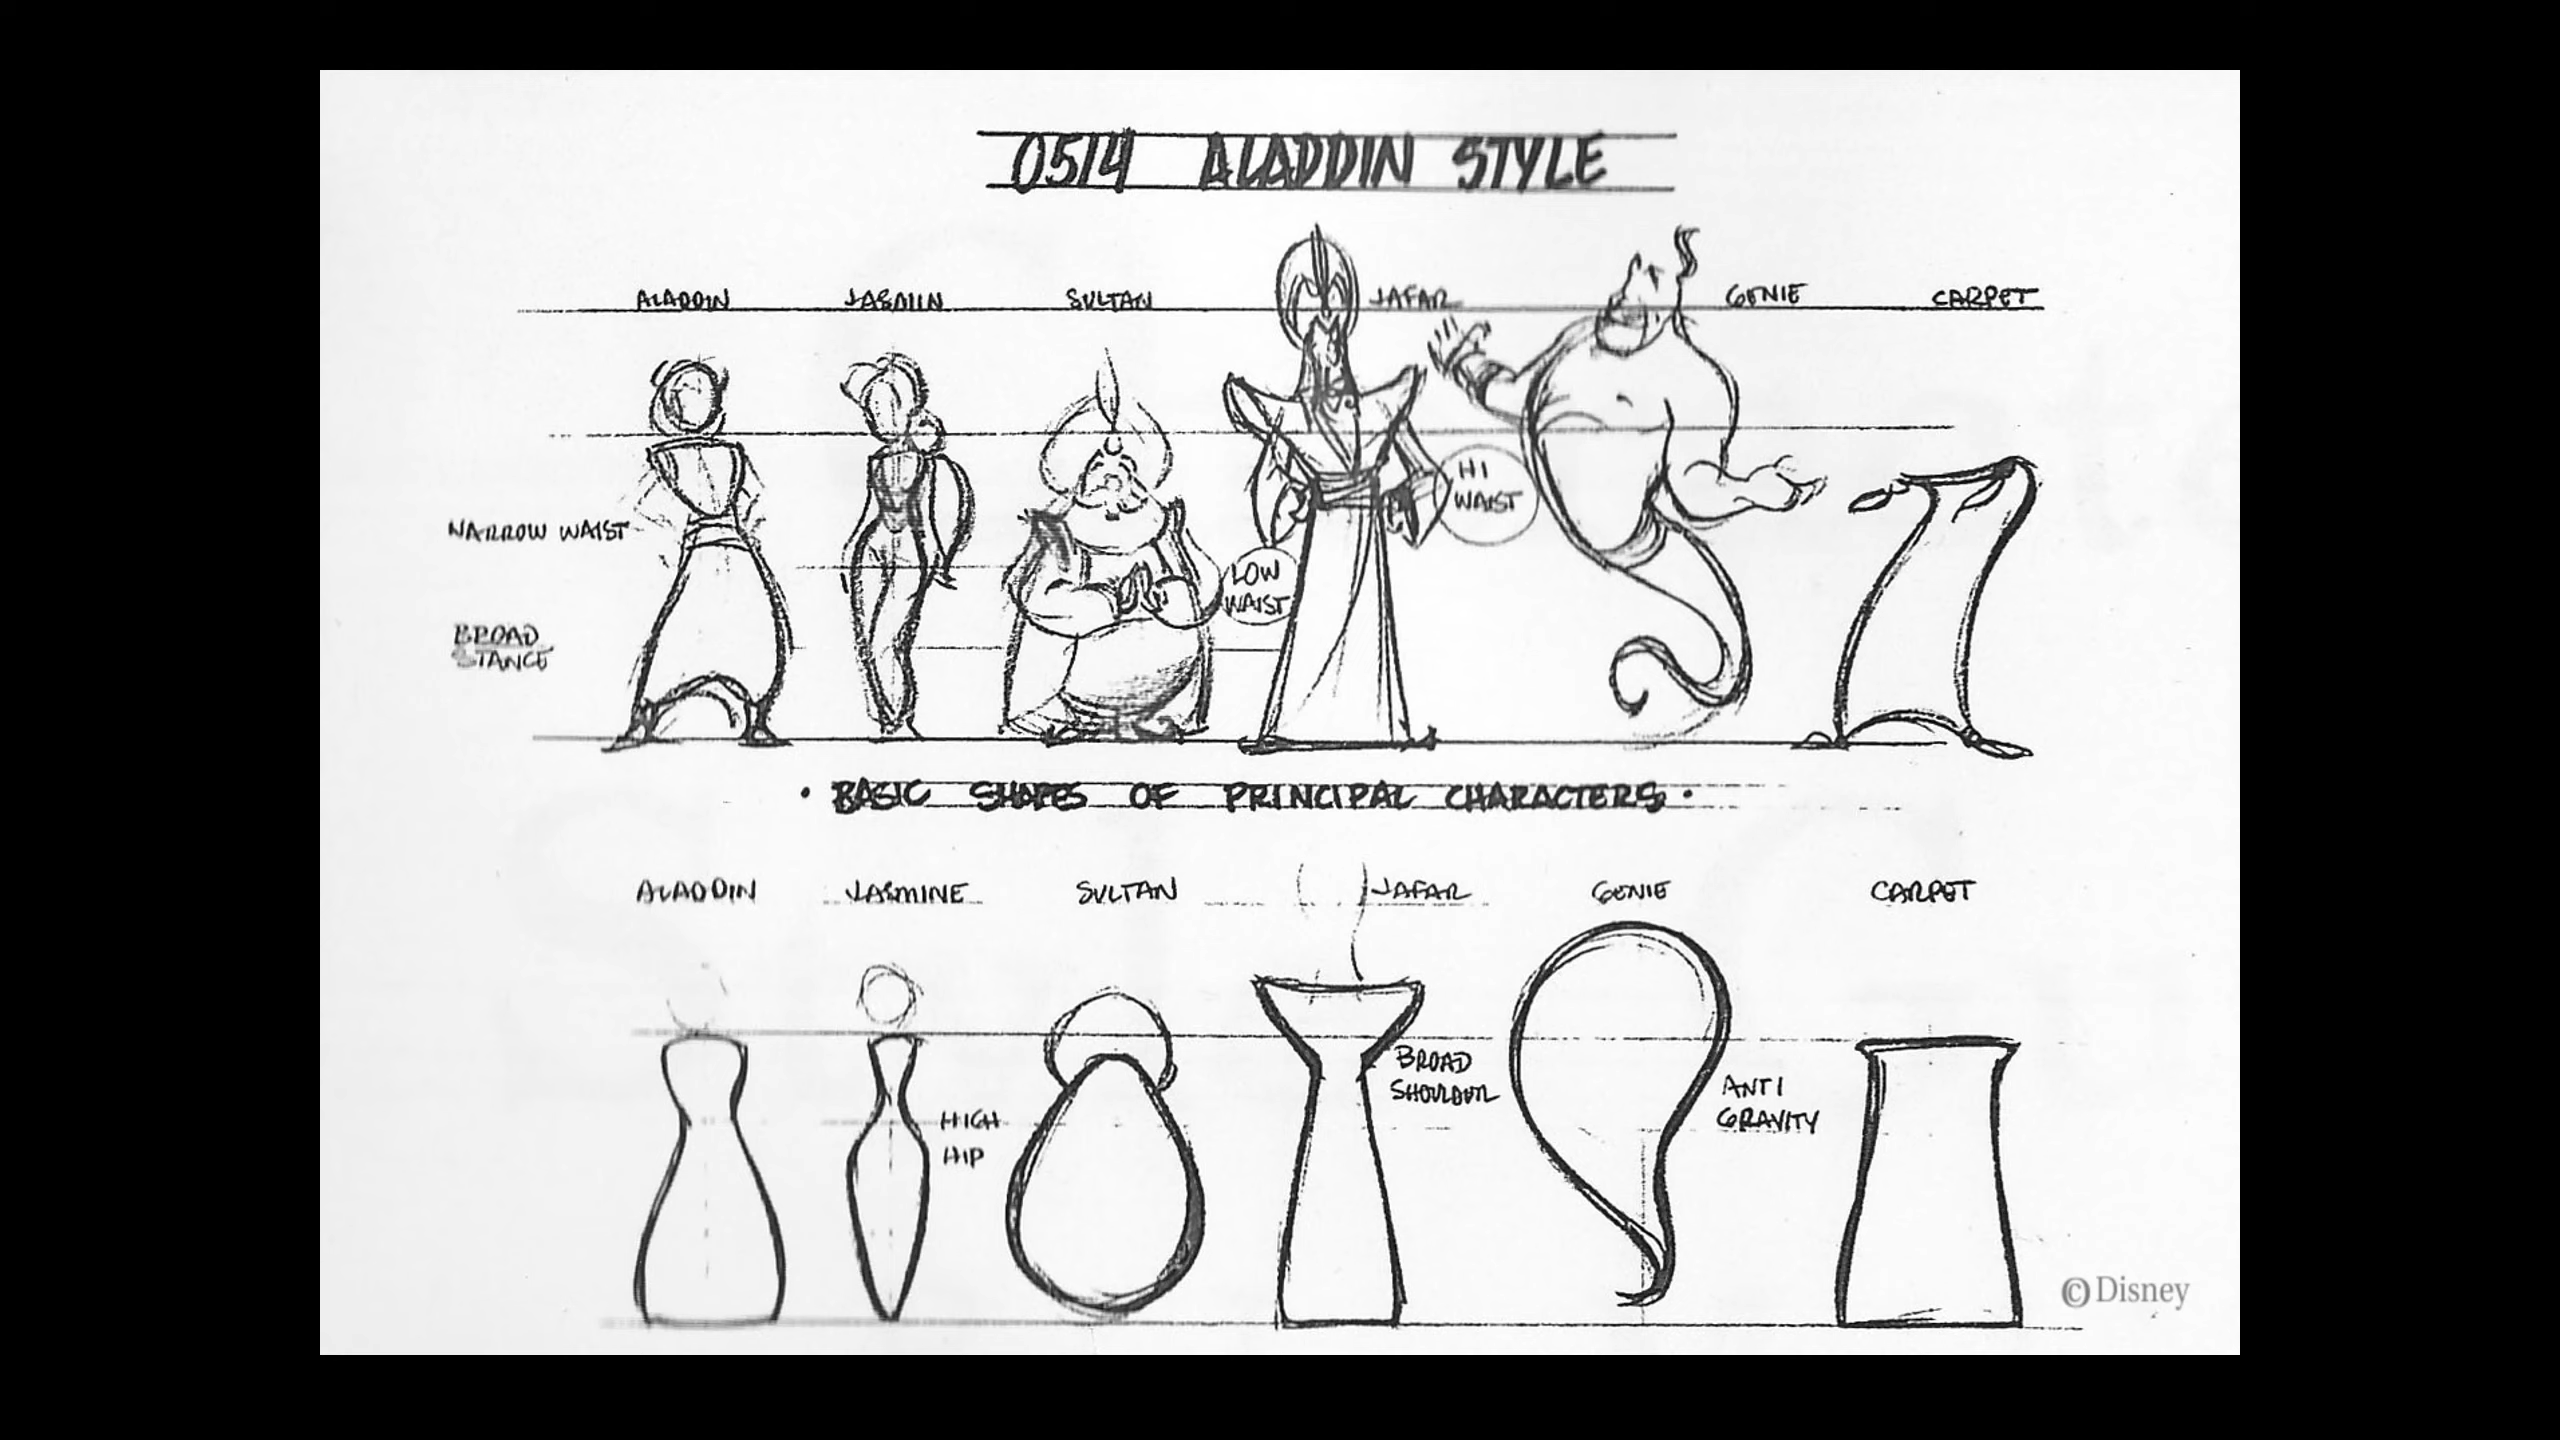 0514 ALADDIN STYLE
ALADDIN JASMIN SULTAN JAFAR GENIE CARPET
HI
WAIST
NARROW WAIST
LOW
WAIST
BROAD
STANCE
· BASIC SHAPES OF PRINCIPAL CHARACTERS ·
ALADDIN JASMINE SULTAN JAFAR GENIE CARPET
BROAD
SHOULDER
ANTI
GRAVITY
HIGH
HIP
© Disney